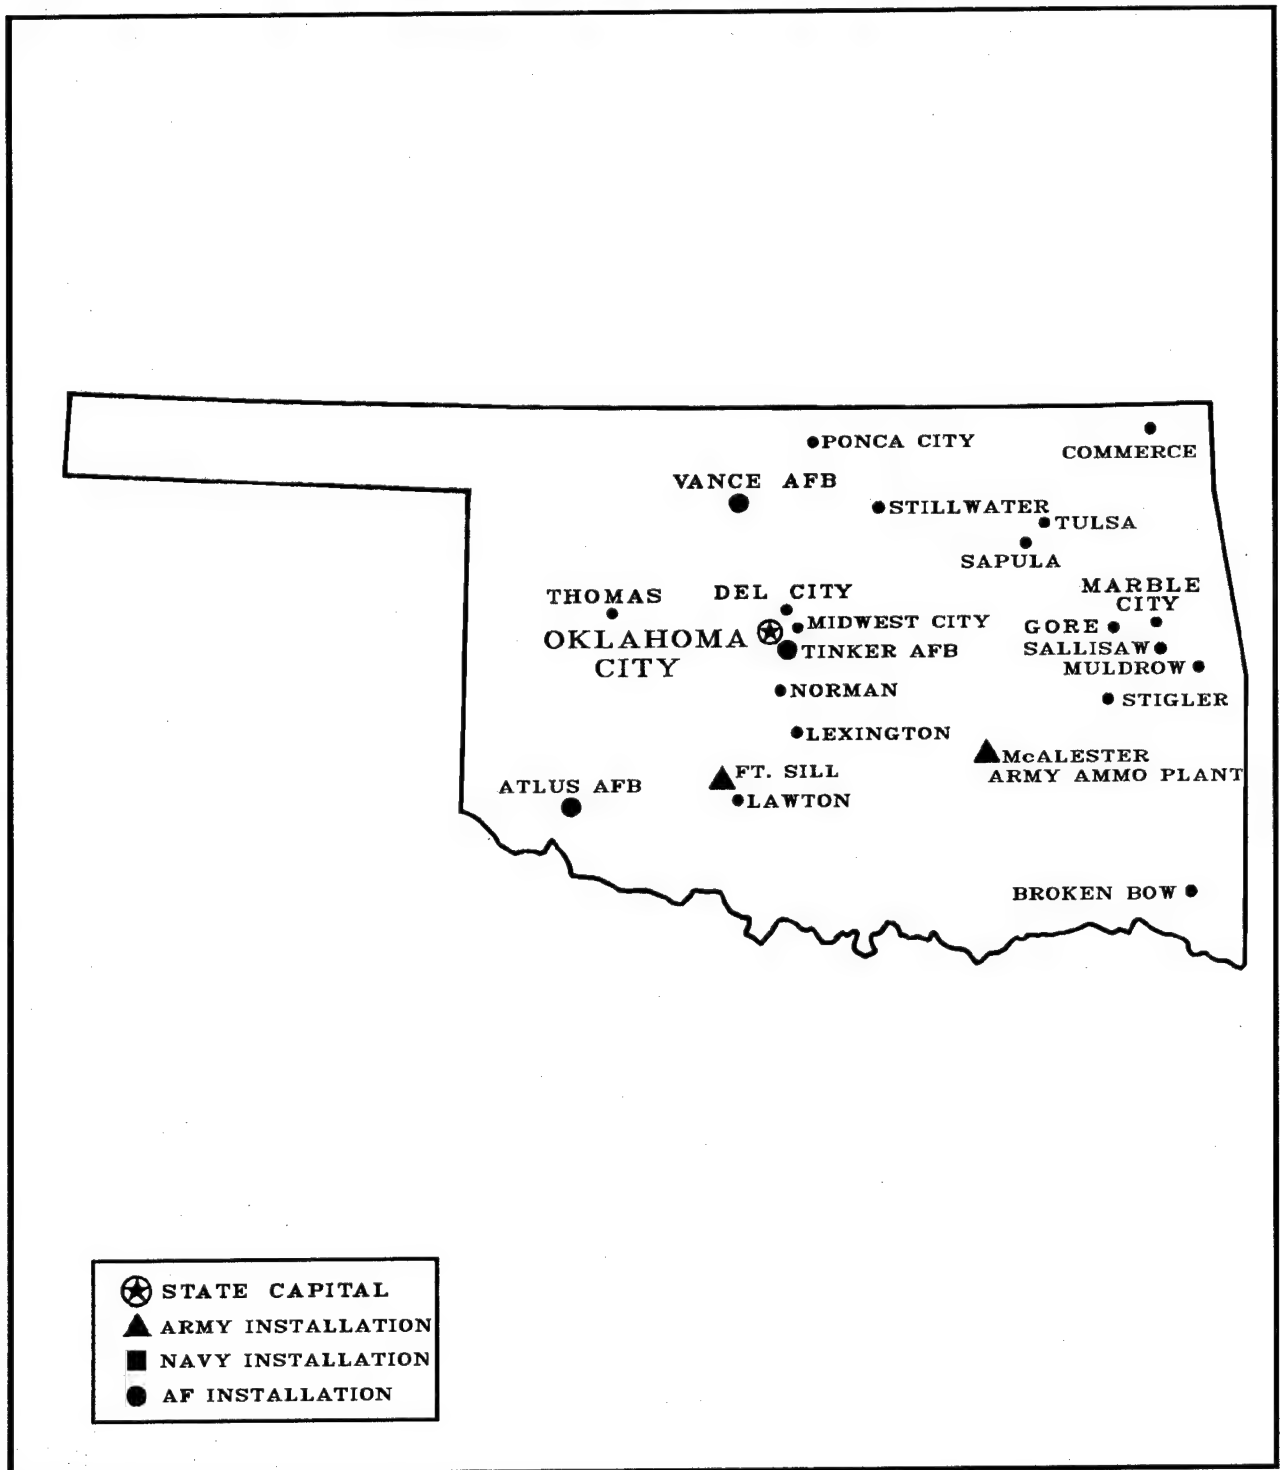 PONCA CITY
COMMERCE
VANCE AFB
STILLWATER
TULSA
SAPULA
MARBLE
CITY
THOMAS
DEL CITY
MIDWEST CITY
GORE
OKLAHOMA
CITY
TINKER AFB
SALLISAW
MULDROW
NORMAN
STIGLER
LEXINGTON
McALESTER
ARMY AMMO PLANT
FT. SILL
ATLUS AFB
LAWTON
BROKEN BOW
STATE CAPITAL
ARMY INSTALLATION
NAVY INSTALLATION
AF INSTALLATION